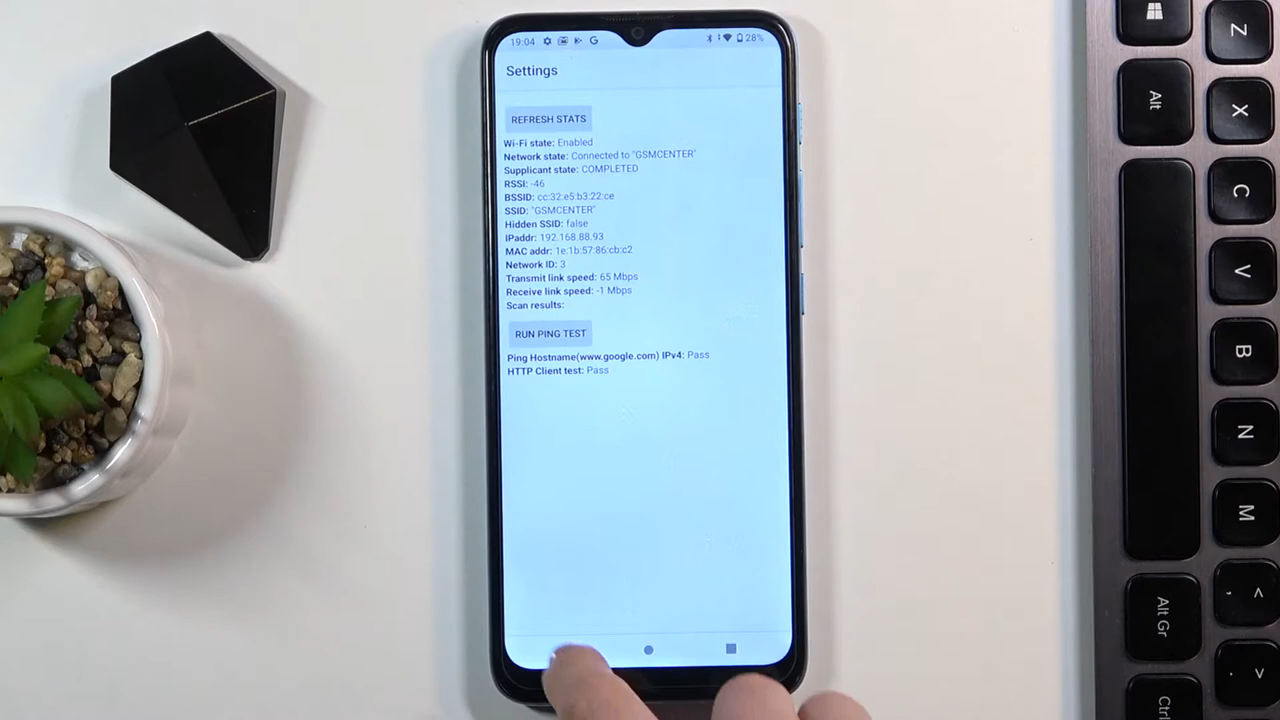 19:04
28%
Settings
REFRESH STATS
Wi-Fi state: Enabled
Network state: Connected to "GSMCENTER"
Supplicant state: COMPLETED
RSSI: -46
BSSID: cc:32:e5:b3:22:ce
SSID: "GSMCENTER"
Hidden SSID: false
IPaddr: 192.168.88.93
MAC addr: 1e:1b:57:86:cb:c2
Network ID: 3
Transmit link speed: 65 Mbps
Receive link speed: -1 Mbps
Scan results:
RUN PING TEST
Ping Hostname(www.google.com) IPv4: Pass
HTTP Client test: Pass
Z
Alt
X
C
V
B
N
M
Alt Gr
< ,
> .
Ctrl